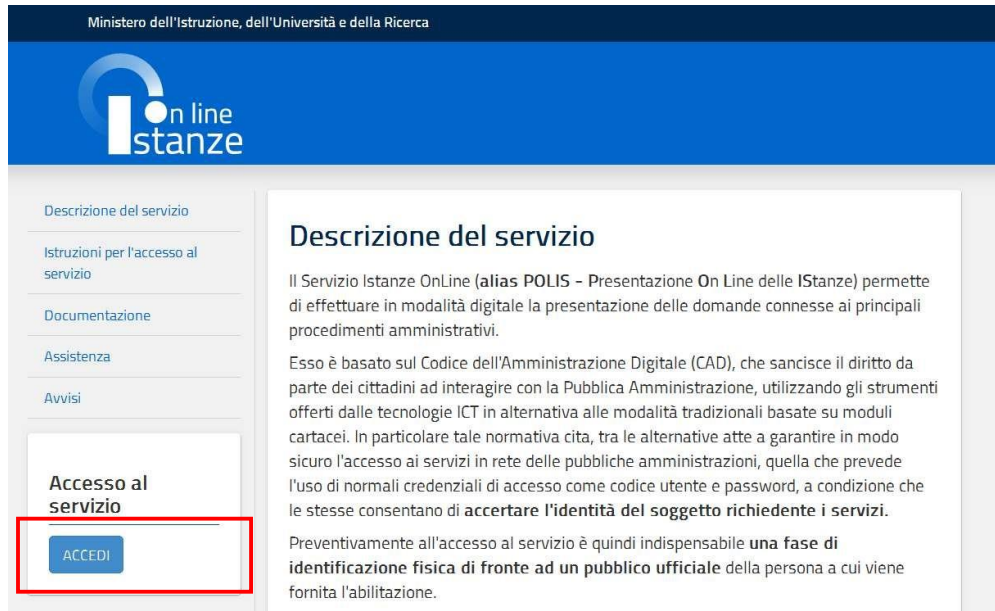 Ministero dell'Istruzione, dell'Università e della Ricerca
On line
Istanze
Descrizione del servizio
Istruzioni per l'accesso al
servizio
Documentazione
Assistenza
Avvisi
Accesso al
servizio
ACCEDI
Descrizione del servizio
Il Servizio Istanze OnLine (alias POLIS - Presentazione On Line delle IStanze) permette
di effettuare in modalità digitale la presentazione delle domande connesse ai principali
procedimenti amministrativi.
Esso è basato sul Codice dell'Amministrazione Digitale (CAD), che sancisce il diritto da
parte dei cittadini ad interagire con la Pubblica Amministrazione, utilizzando gli strumenti
offerti dalle tecnologie ICT in alternativa alle modalità tradizionali basate su moduli
cartacei. In particolare tale normativa cita, tra le alternative atte a garantire in modo
sicuro l'accesso ai servizi in rete delle pubbliche amministrazioni, quella che prevede
l'uso di normali credenziali di accesso come codice utente e password, a condizione che
le stesse consentano di accertare l'identità del soggetto richiedente i servizi.
Preventivamente all'accesso al servizio è quindi indispensabile una fase di
identificazione fisica di fronte ad un pubblico ufficiale della persona a cui viene
fornita l'abilitazione.